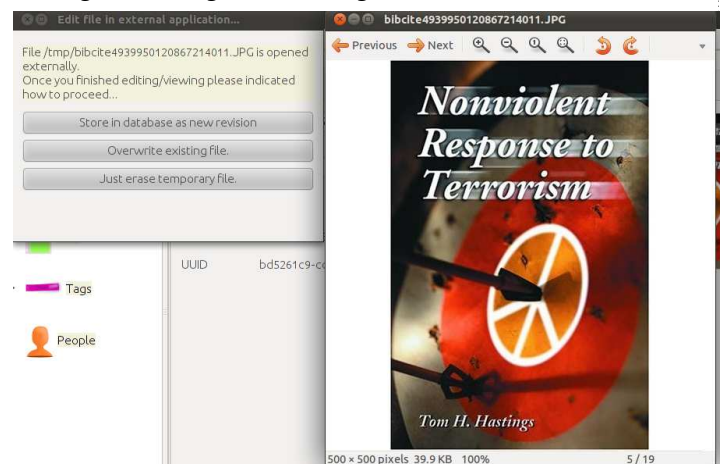 Edit file in external application...
File /tmp/bibcite4939950120867214011.JPG is opened
externally.
Once you finished editing/viewing please indicated
how to proceed...
Store in database as new revision
Overwrite existing file.
Just erase temporary file.
UUID
Tags
People
bibcite4939950120867214011.JPG
Previous
Next
Nonviolent
Response to
Terrorism
Tom H. Hastings
500 × 500 pixels 39.9 KB 100%
5 / 19